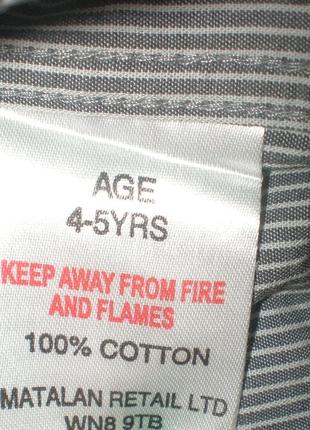 AGE
4-5YRS
KEEP AWAY FROM FIRE
AND FLAMES
100% COTTON
MATALAN RETAIL LTD
WN8 9TB